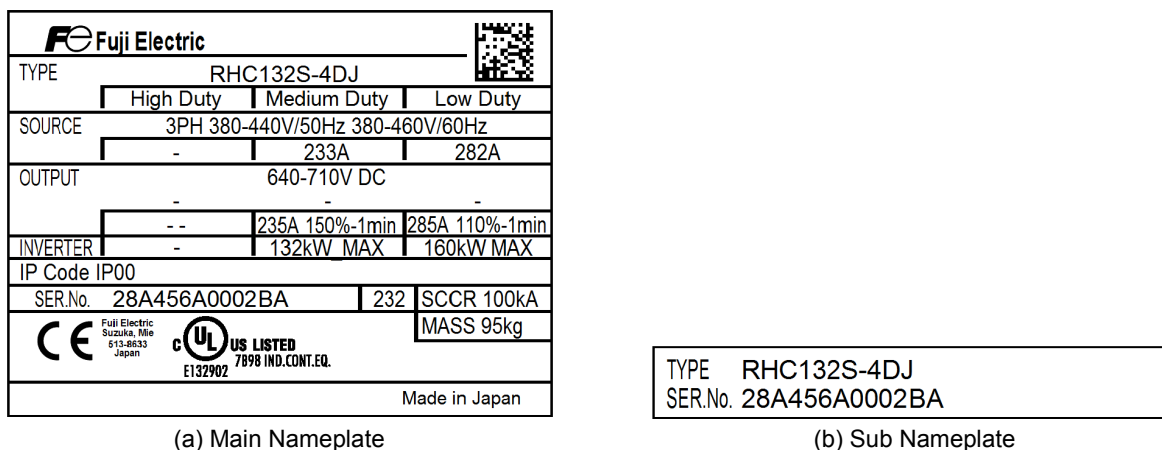 Fe Fuji Electric
TYPE RHC132S-4DJ
High Duty Medium Duty Low Duty
SOURCE 3PH 380-440V/50Hz 380-460V/60Hz
- 233A 282A
OUTPUT 640-710V DC
- - -
- - 235A 150%-1min 285A 110%-1min
INVERTER - 132kW_MAX 160kW MAX
IP Code IP00
SER.No. 28A456A0002BA 232 SCCR 100kA
MASS 95kg
CE
Fuji Electric
Suzuka, Mie
513-8633
Japan
C UL US LISTED
7B98 IND.CONT.EQ.
E132902
Made in Japan
(a) Main Nameplate
TYPE RHC132S-4DJ
SER.No. 28A456A0002BA
(b) Sub Nameplate